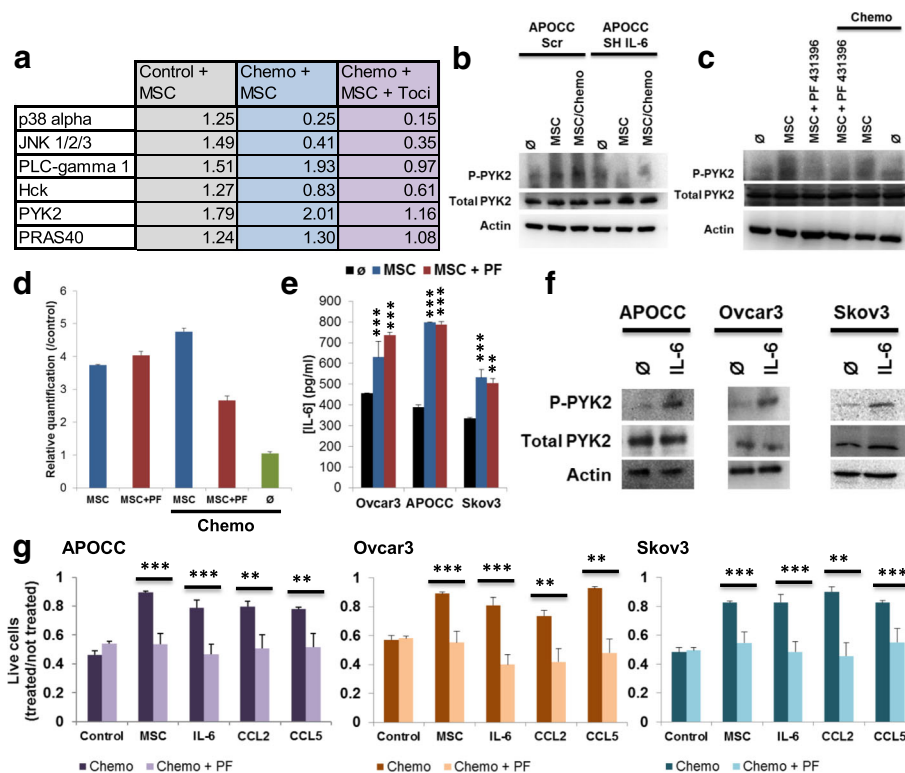 a
Control + MSC
Chemo + MSC
Chemo + MSC + Toci
p38 alpha 1.25 0.25 0.15
JNK 1/2/3 1.49 0.41 0.35
PLC-gamma 1 1.51 1.93 0.97
Hck 1.27 0.83 0.61
PYK2 1.79 2.01 1.16
PRAS40 1.24 1.30 1.08
b
APOCC Scr
APOCC SH IL-6
Ø MSC MSC/Chemo Ø MSC MSC/Chemo
P-PYK2
Total PYK2
Actin
c
Chemo
Ø MSC MSC + PF 431396 MSC + PF 431396 MSC Ø
P-PYK2
Total PYK2
Actin
d
Relative quantification (/control)
6
5
4
3
2
1
0
MSC MSC+PF MSC MSC+PF Ø
Chemo
e
Ø MSC MSC + PF
[IL-6] (pg/ml)
900
800
700
600
500
400
300
200
100
0
*** *** *** *** *** **
Ovcar3 APOCC Skov3
f
APOCC Ovcar3 Skov3
Ø IL-6 Ø IL-6 Ø IL-6
P-PYK2
Total PYK2
Actin
g
APOCC
Live cells (treated/not treated)
1
0.8
0.6
0.4
0.2
0
*** *** ** **
Control MSC IL-6 CCL2 CCL5
Chemo Chemo + PF
Ovcar3
1
0.8
0.6
0.4
0.2
0
*** *** ** **
Control MSC IL-6 CCL2 CCL5
Chemo Chemo + PF
Skov3
1
0.8
0.6
0.4
0.2
0
*** *** ** ***
Control MSC IL-6 CCL2 CCL5
Chemo Chemo + PF